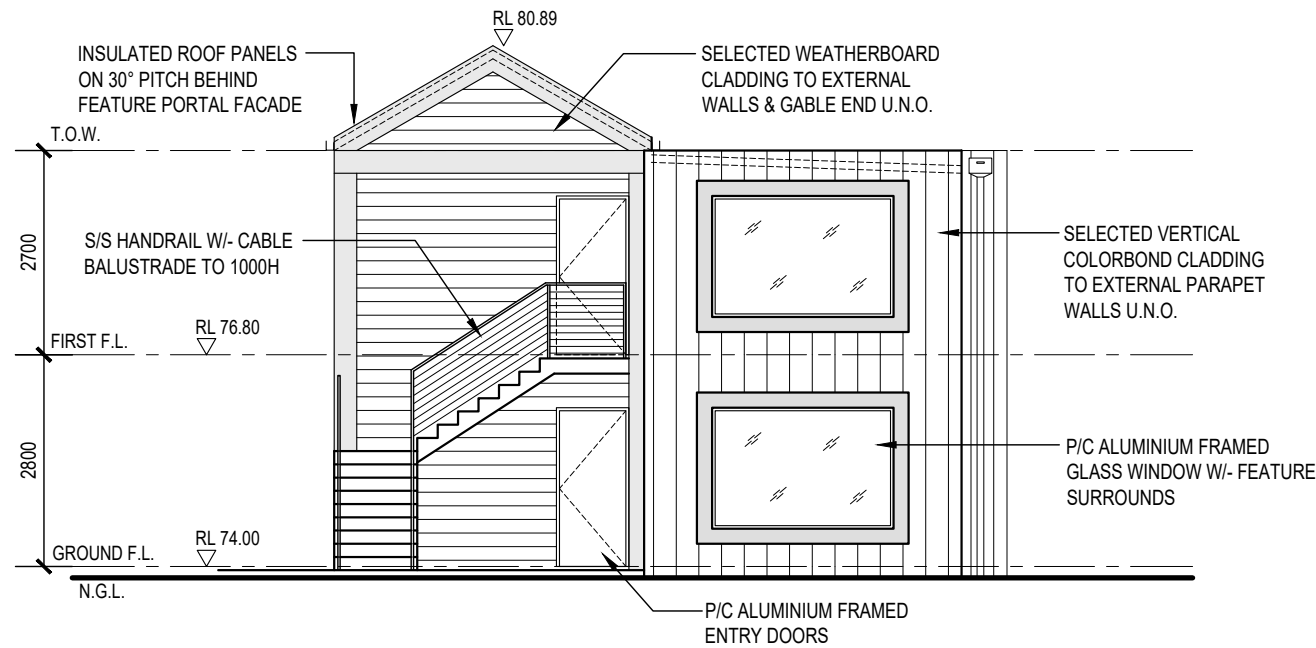 RL 80.89
INSULATED ROOF PANELS
ON 30° PITCH BEHIND
FEATURE PORTAL FACADE
SELECTED WEATHERBOARD
CLADDING TO EXTERNAL
WALLS & GABLE END U.N.O.
T.O.W.
2700
S/S HANDRAIL W/- CABLE
BALUSTRADE TO 1000H
SELECTED VERTICAL
COLORBOND CLADDING
TO EXTERNAL PARAPET
WALLS U.N.O.
RL 76.80
FIRST F.L.
2800
P/C ALUMINIUM FRAMED
GLASS WINDOW W/- FEATURE
SURROUNDS
RL 74.00
GROUND F.L.
N.G.L.
P/C ALUMINIUM FRAMED
ENTRY DOORS